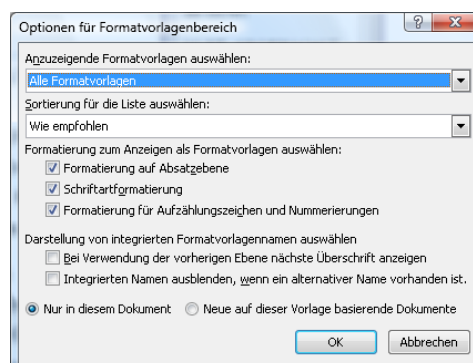 Optionen für Formatvorlagenbereich
Anzuzeigende Formatvorlagen auswählen:
Alle Formatvorlagen
Sortierung für die Liste auswählen:
Wie empfohlen
Formatierung zum Anzeigen als Formatvorlagen auswählen:
Formatierung auf Absatzebene
Schriftartformatierung
Formatierung für Aufzählungszeichen und Nummerierungen
Darstellung von integrierten Formatvorlagennamen auswählen
Bei Verwendung der vorherigen Ebene nächste Überschrift anzeigen
Integrierten Namen ausblenden, wenn ein alternativer Name vorhanden ist.
Nur in diesem Dokument Neue auf dieser Vorlage basierende Dokumente
OK Abbrechen